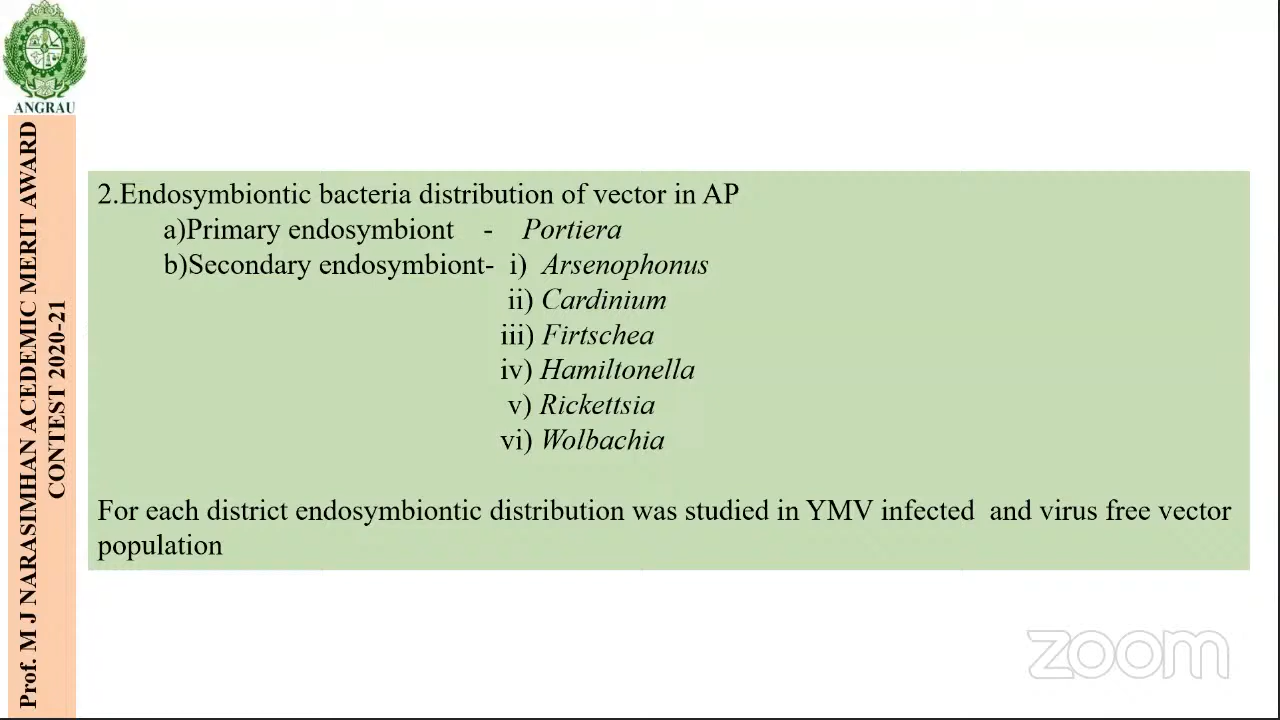 ANGRAU
Prof. M J NARASIMHAN ACEDEMIC MERIT AWARD
CONTEST 2020-21
2.Endosymbiontic bacteria distribution of vector in AP
a)Primary endosymbiont - Portiera
b)Secondary endosymbiont- i) Arsenophonus
ii) Cardinium
iii) Firtschea
iv) Hamiltonella
v) Rickettsia
vi) Wolbachia
For each district endosymbiontic distribution was studied in YMV infected and virus free vector
population
zoom